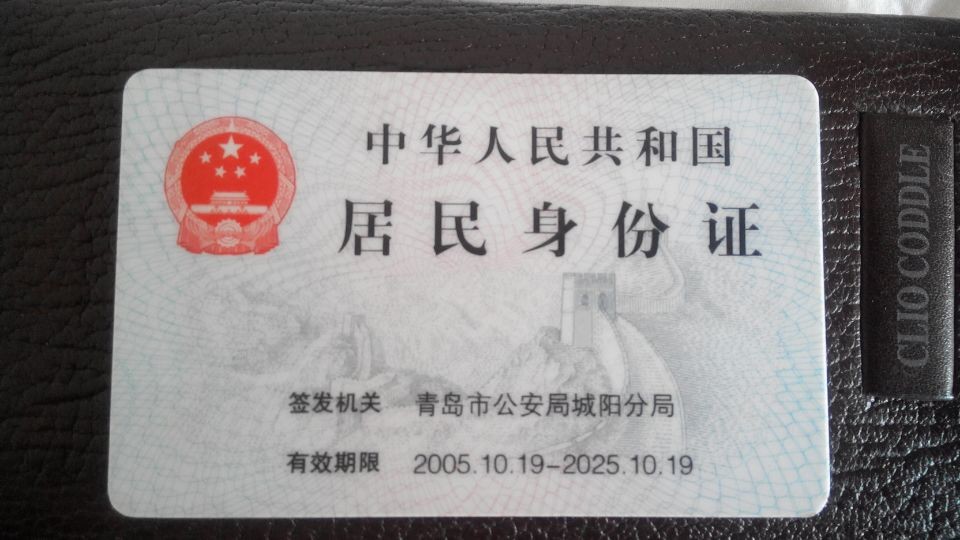 中华人民共和国
居民身份证
签发机关 青岛市公安局城阳分局
有效期限 2005.10.19-2025.10.19
CLIO CODDLE